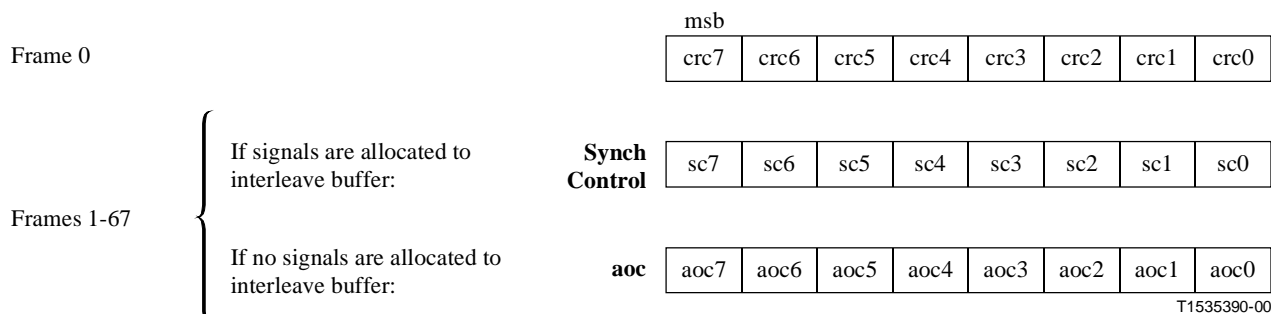 msb
Frame 0
crc7 crc6 crc5 crc4 crc3 crc2 crc1 crc0
If signals are allocated to
interleave buffer:
Synch
Control
sc7 sc6 sc5 sc4 sc3 sc2 sc1 sc0
Frames 1-67
If no signals are allocated to
interleave buffer:
aoc
aoc7 aoc6 aoc5 aoc4 aoc3 aoc2 aoc1 aoc0
T1535390-00